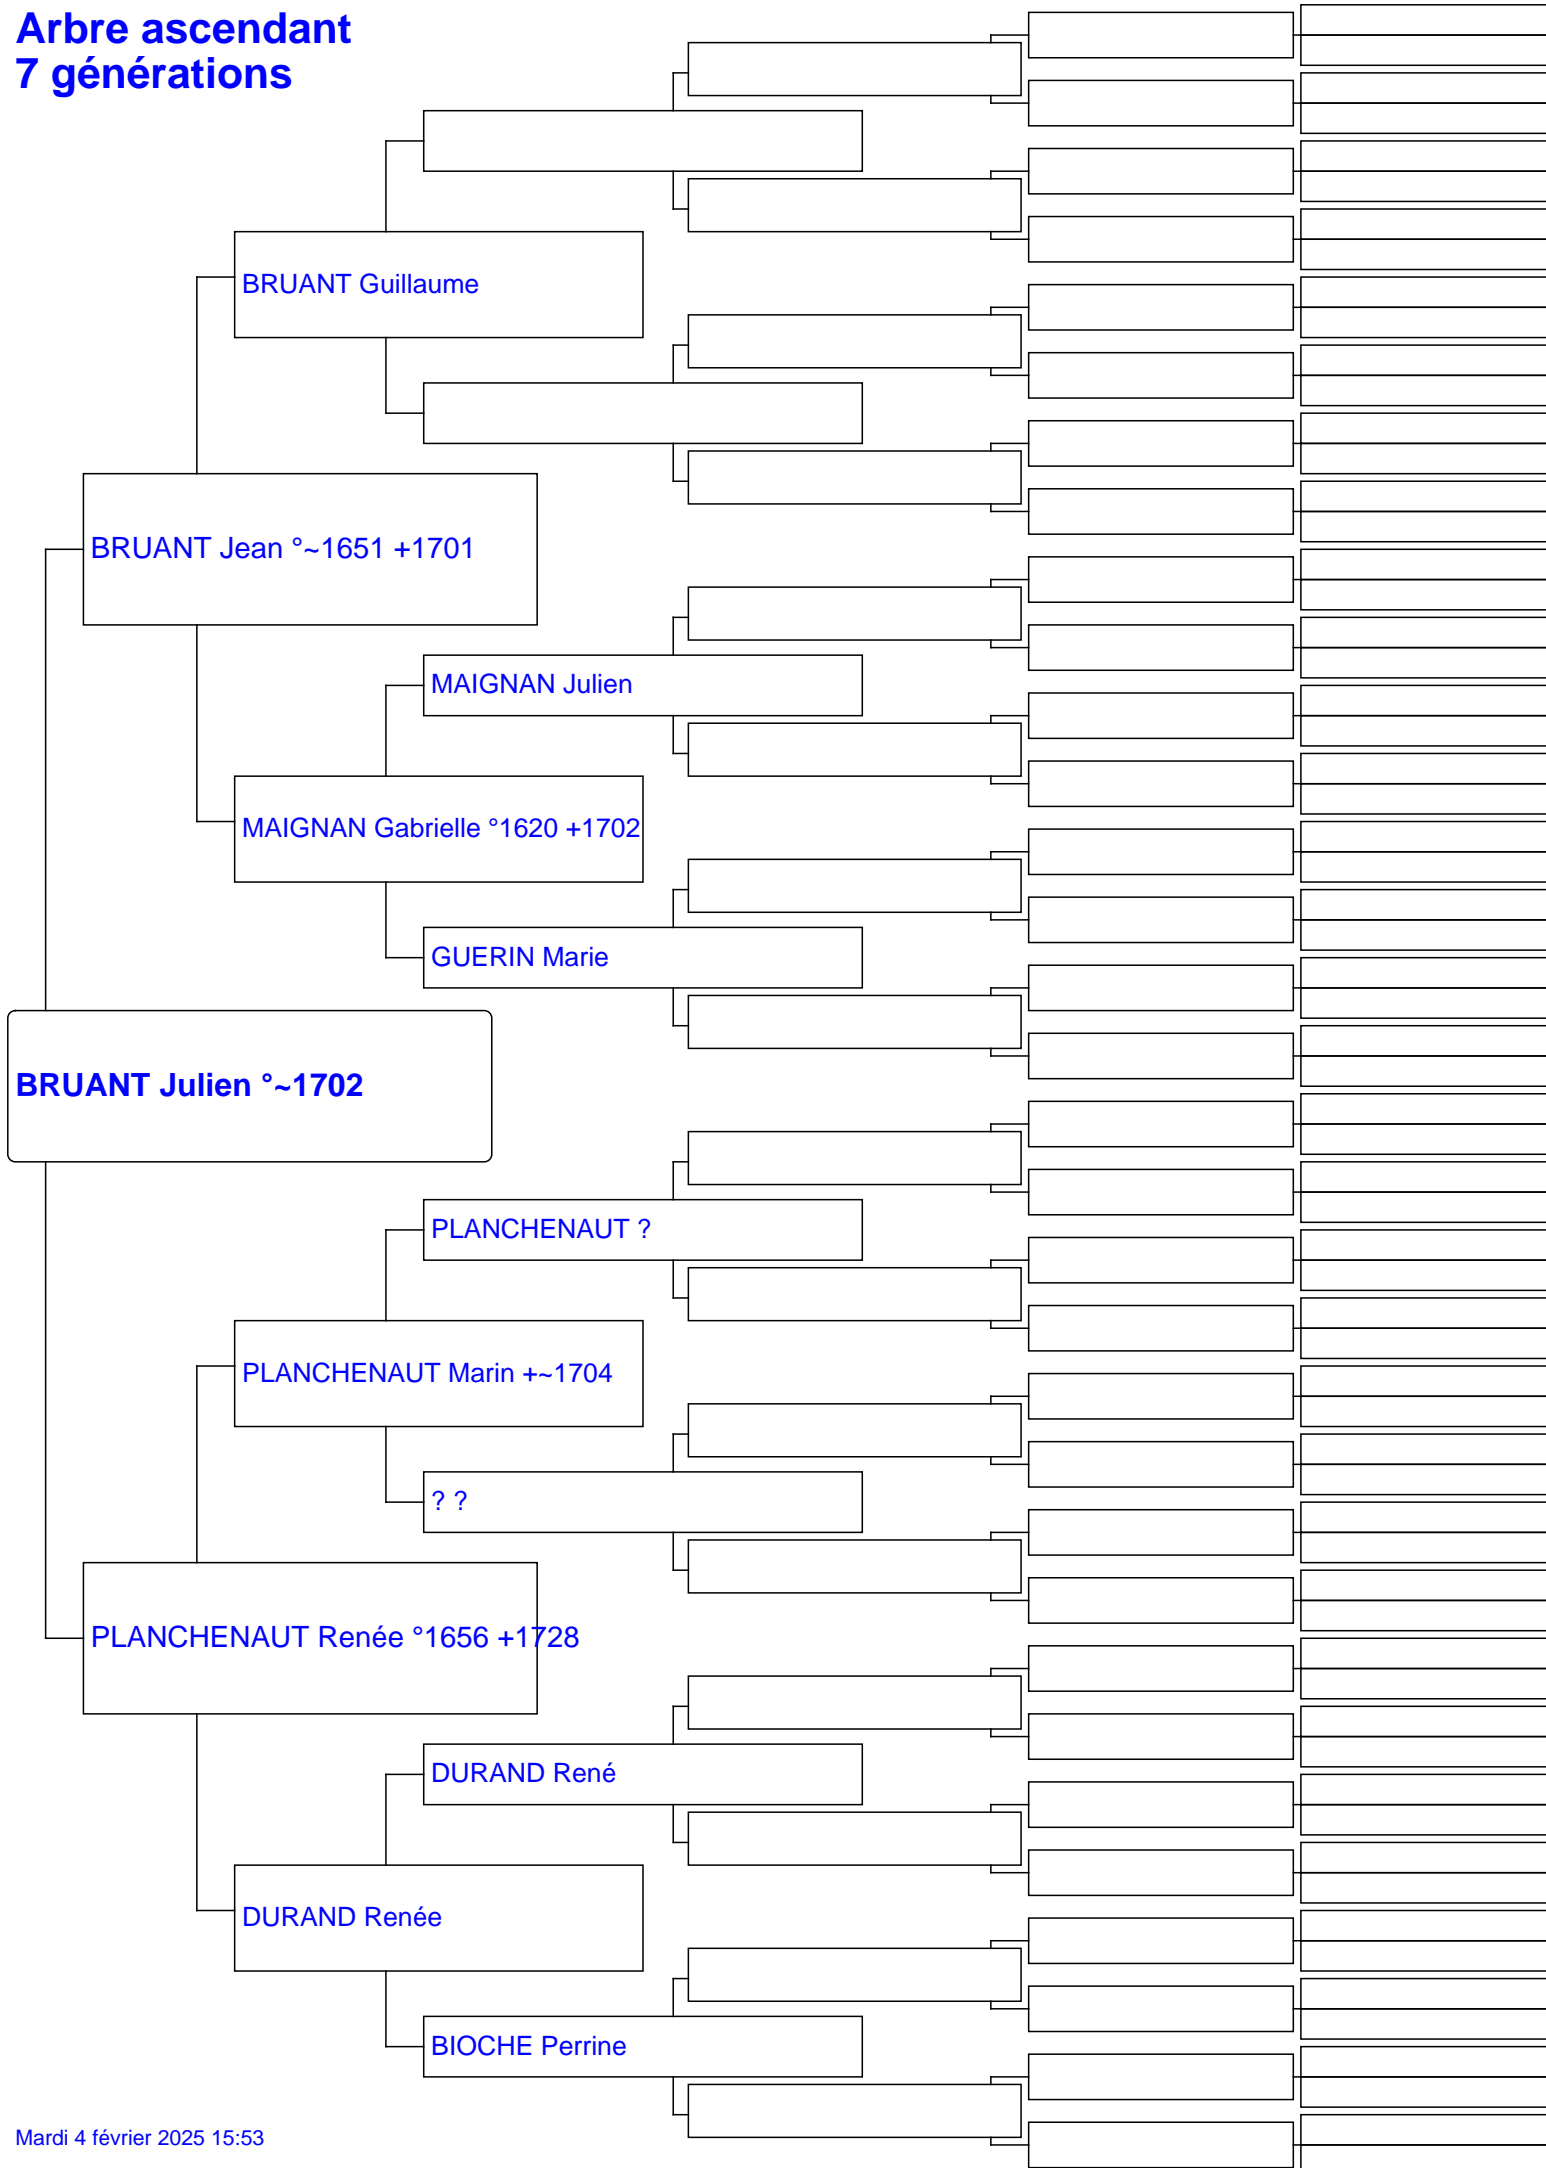 Arbre ascendant
7 générations
BRUANT Guillaume
BRUANT Jean °~1651 +1701
MAIGNAN Julien
MAIGNAN Gabrielle °1620 +1702
GUERIN Marie
BRUANT Julien °~1702
PLANCHENAUT ?
PLANCHENAUT Marin +~1704
? ?
PLANCHENAUT Renée °1656 +1728
DURAND René
DURAND Renée
BIOCHE Perrine
Mardi 4 février 2025 15:53